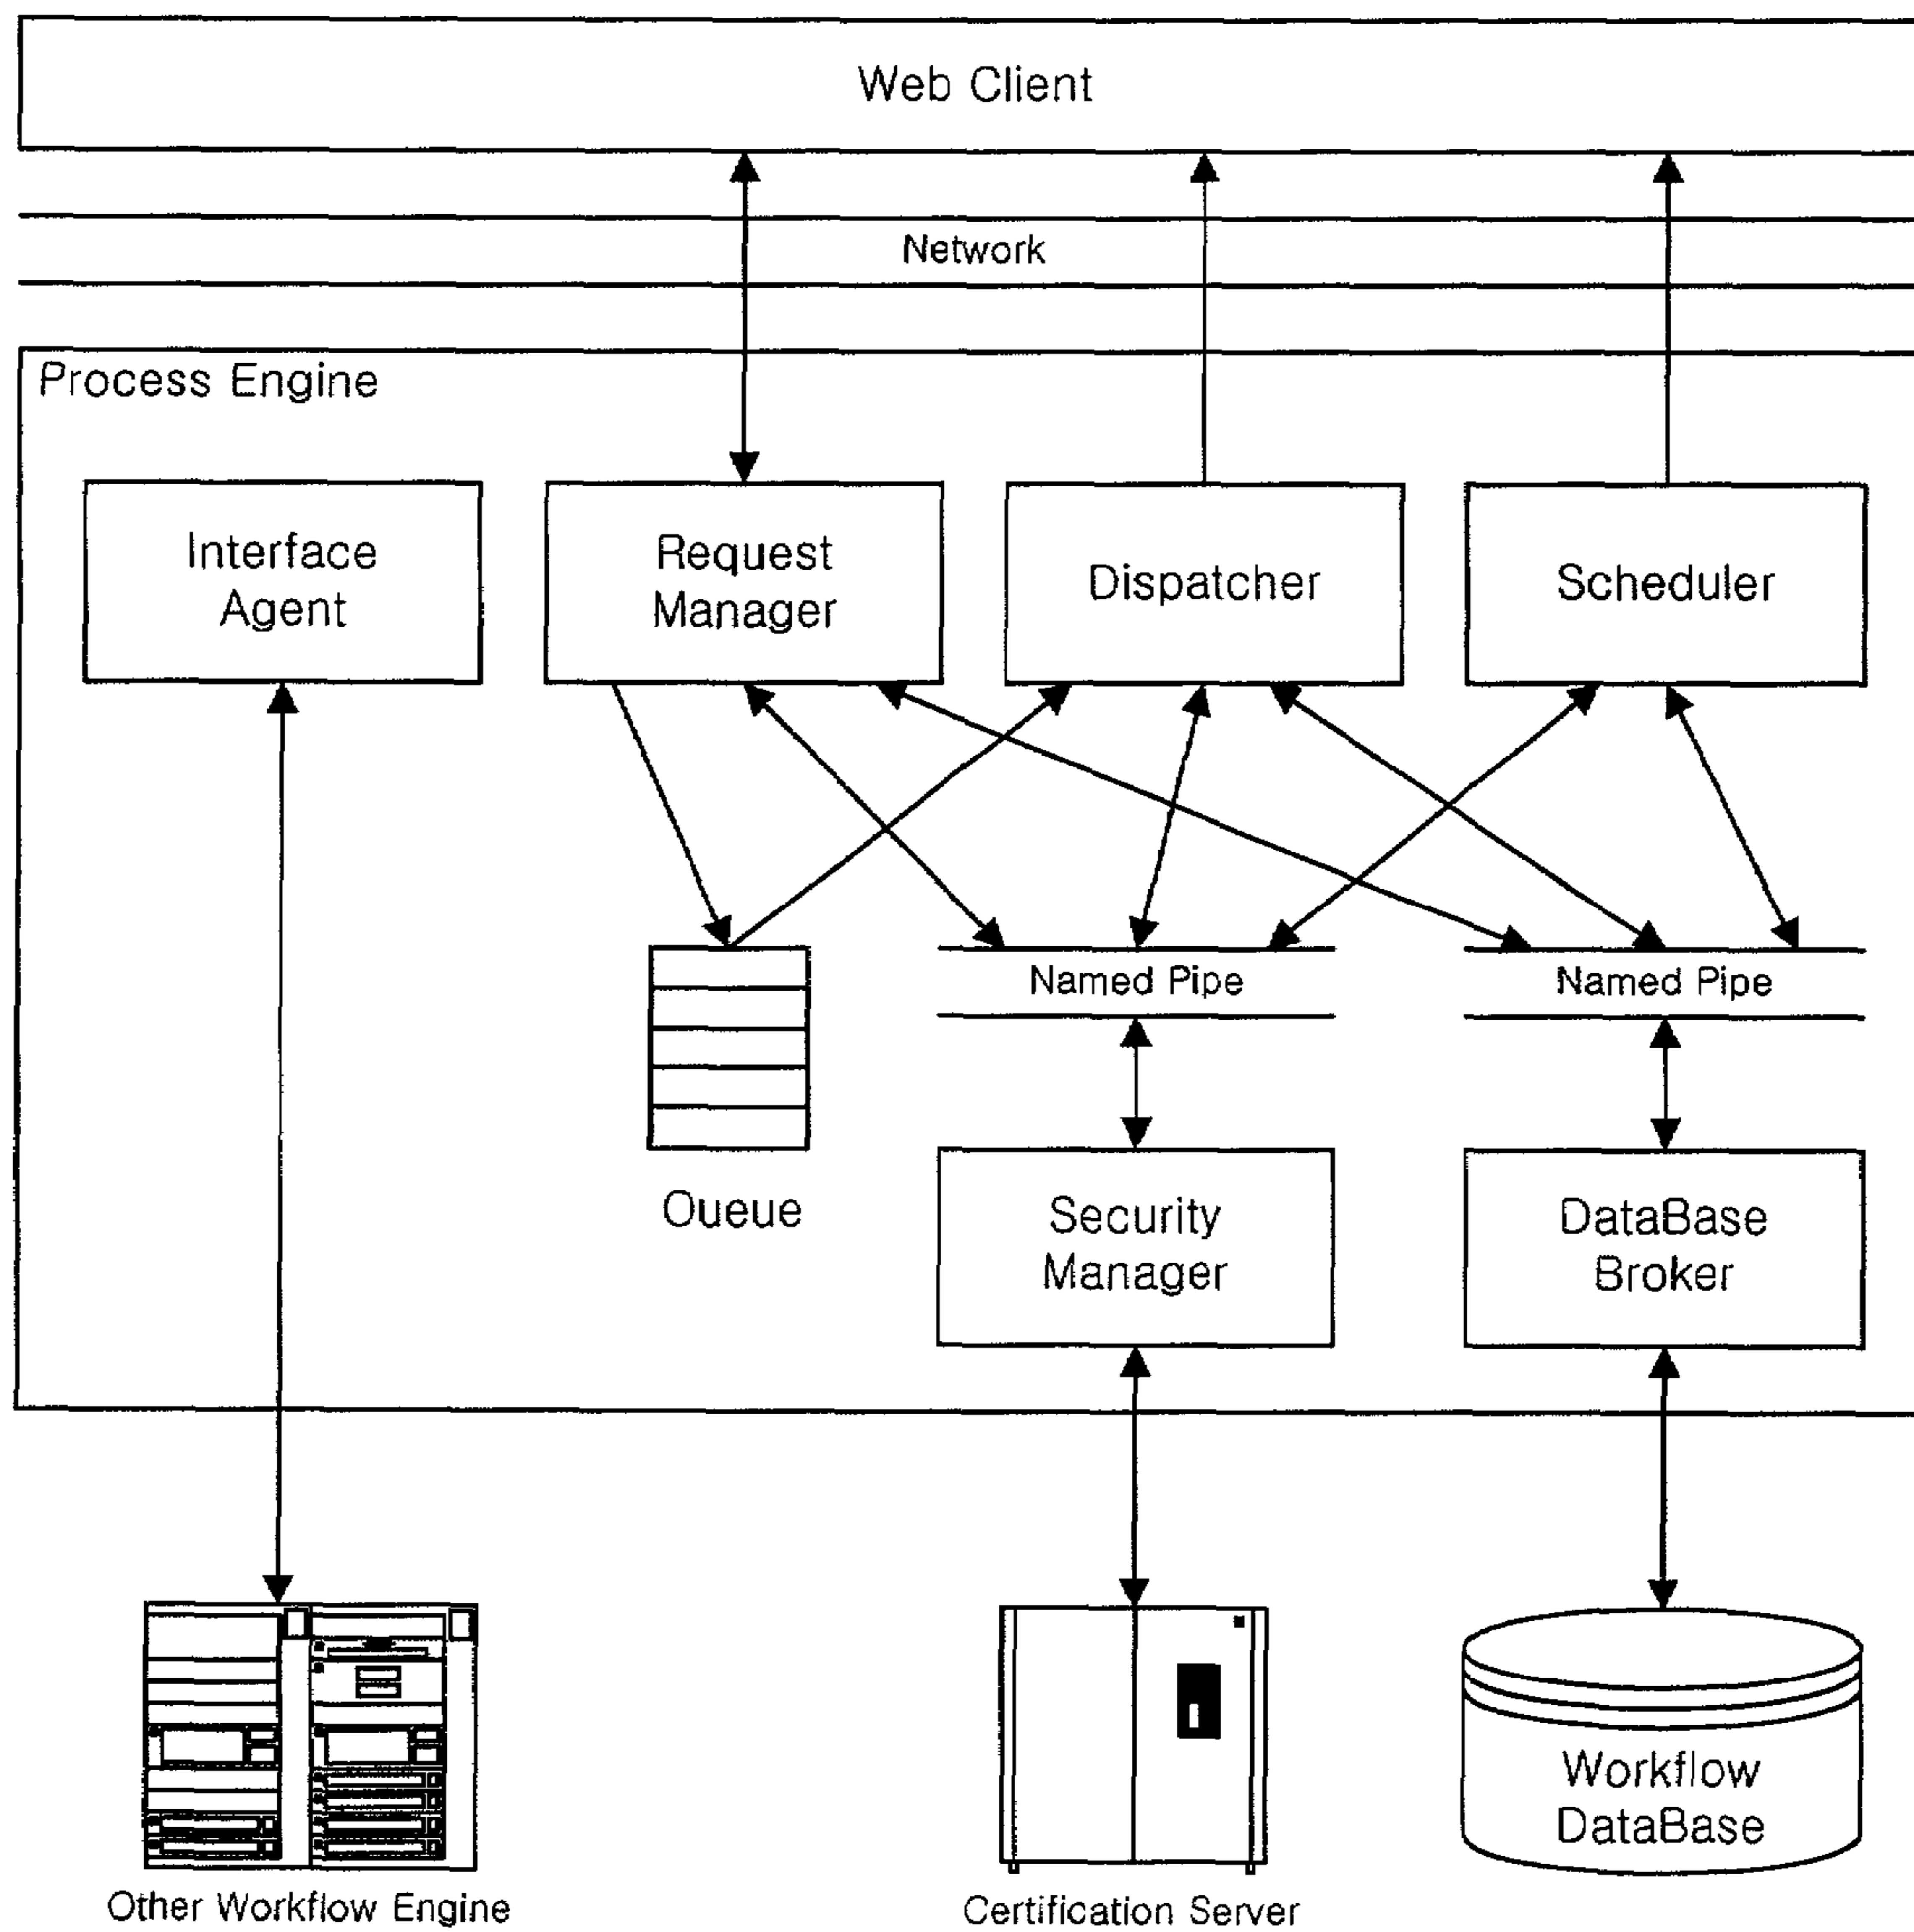 Web Client
Network
Process Engine
Interface
Agent
Request
Manager
Dispatcher
Scheduler
Named Pipe
Named Pipe
Oueue
Security
Manager
DataBase
Broker
Workflow
DataBase
Other Workflow Engine
Certification Server